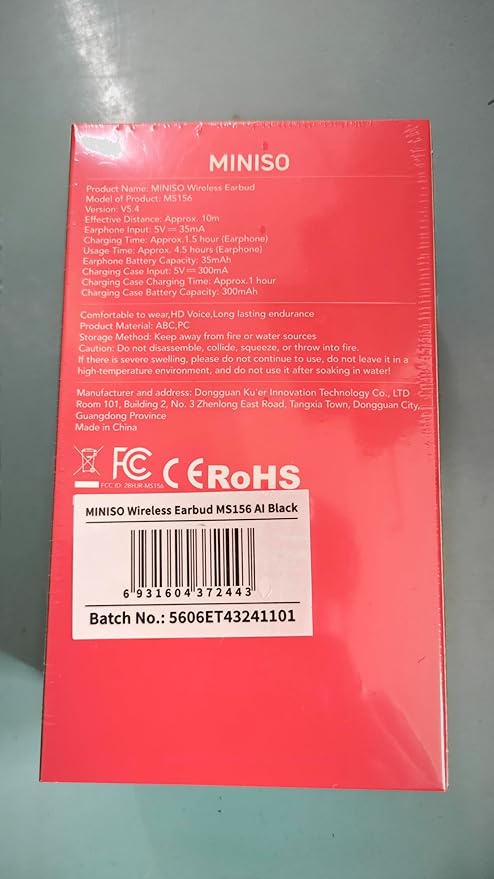 MINISO
Product Name: MINISO Wireless Earbud
Model of Product: MS156
Version: V5.4
Effective Distance: Approx. 10m
Earphone Input: 5V ⎓ 35mA
Charging Time: Approx.1.5 hour (Earphone)
Usage Time: Approx. 4.5 hours (Earphone)
Earphone Battery Capacity: 35mAh
Charging Case Input: 5V ⎓ 300mA
Charging Case Charging Time: Approx.1 hour
Charging Case Battery Capacity: 300mAh
Comfortable to wear,HD Voice,Long lasting endurance
Product Material: ABC,PC
Storage Method: Keep away from fire or water sources
Caution: Do not disassemble, collide, squeeze, or throw into fire.
If there is severe swelling, please do not continue to use, do not leave it in a
high-temperature environment, and do not use it after soaking in water!
Manufacturer and address: Dongguan Ku'er Innovation Technology Co., LTD
Room 101, Building 2, No. 3 Zhenlong East Road, Tangxia Town, Dongguan City,
Guangdong Province
Made in China
FC CE RoHS
FCC ID: 2BHJR-MS156
MINISO Wireless Earbud MS156 AI Black
6 931604 372443
Batch No.: 5606ET43241101